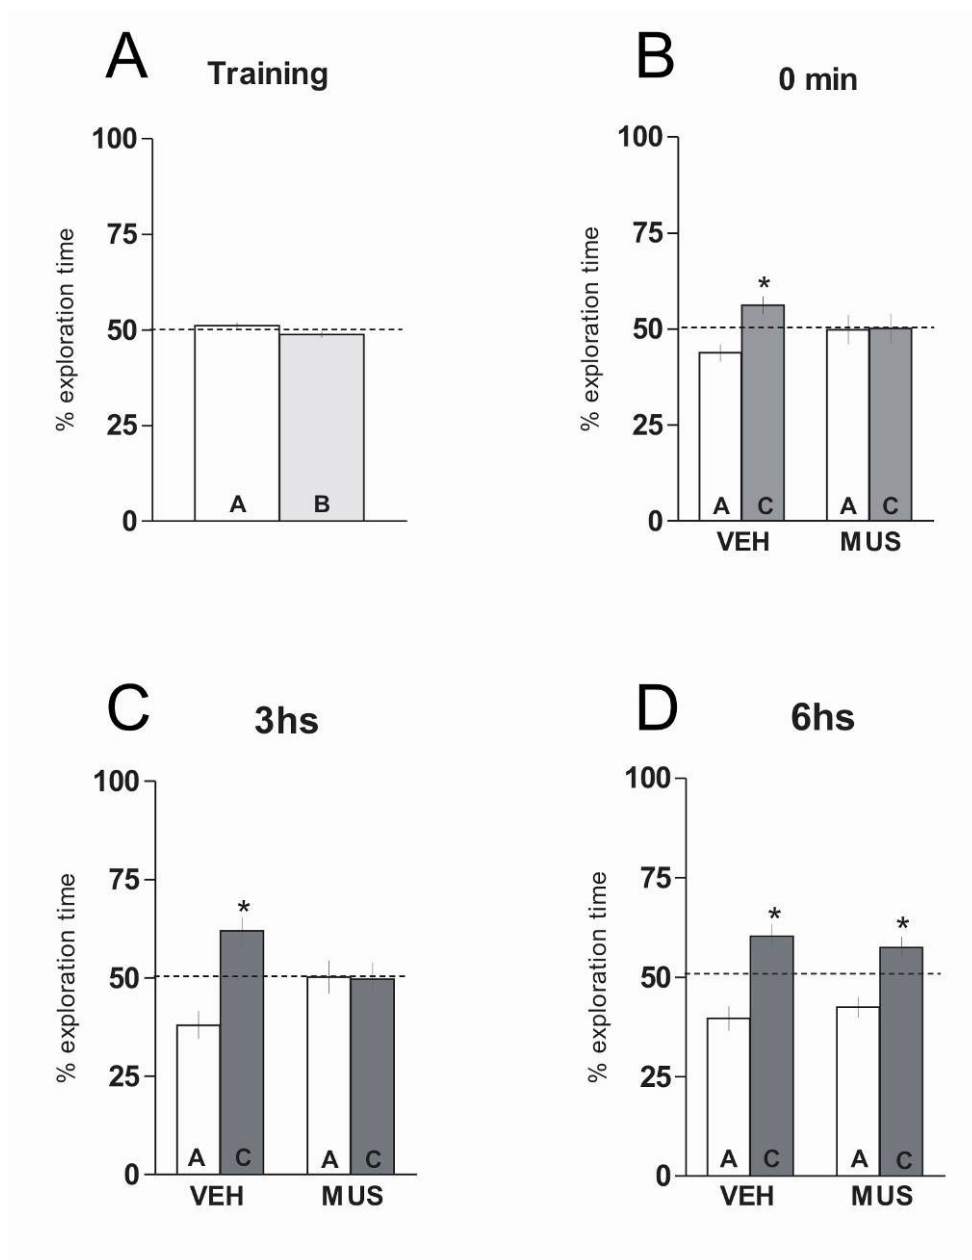 A
Training
% exploration time
100
75
50
25
0
A B
B
0 min
% exploration time
100
75
50
25
0
*
A C A C
VEH MUS
C
3hs
% exploration time
100
75
50
25
0
*
A C A C
VEH MUS
D
6hs
% exploration time
100
75
50
25
0
* *
A C A C
VEH MUS